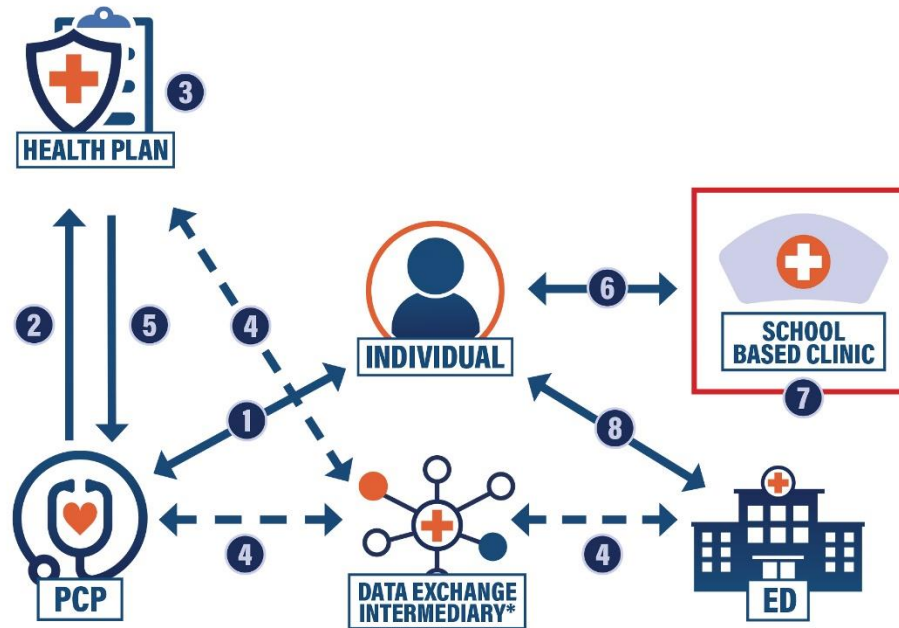 3
HEALTH PLAN
2
5
4
6
INDIVIDUAL
SCHOOL
BASED CLINIC
7
1
8
4
4
PCP
DATA EXCHANGE
INTERMEDIARY*
ED